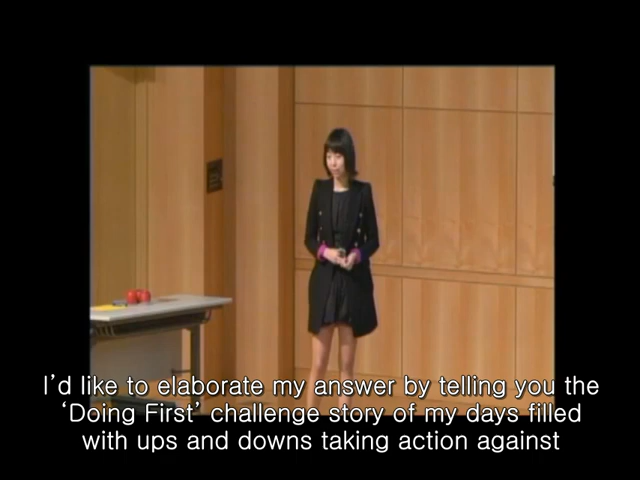 I'd like to elaborate my answer by telling you the
'Doing First' challenge story of my days filled
with ups and downs taking action against